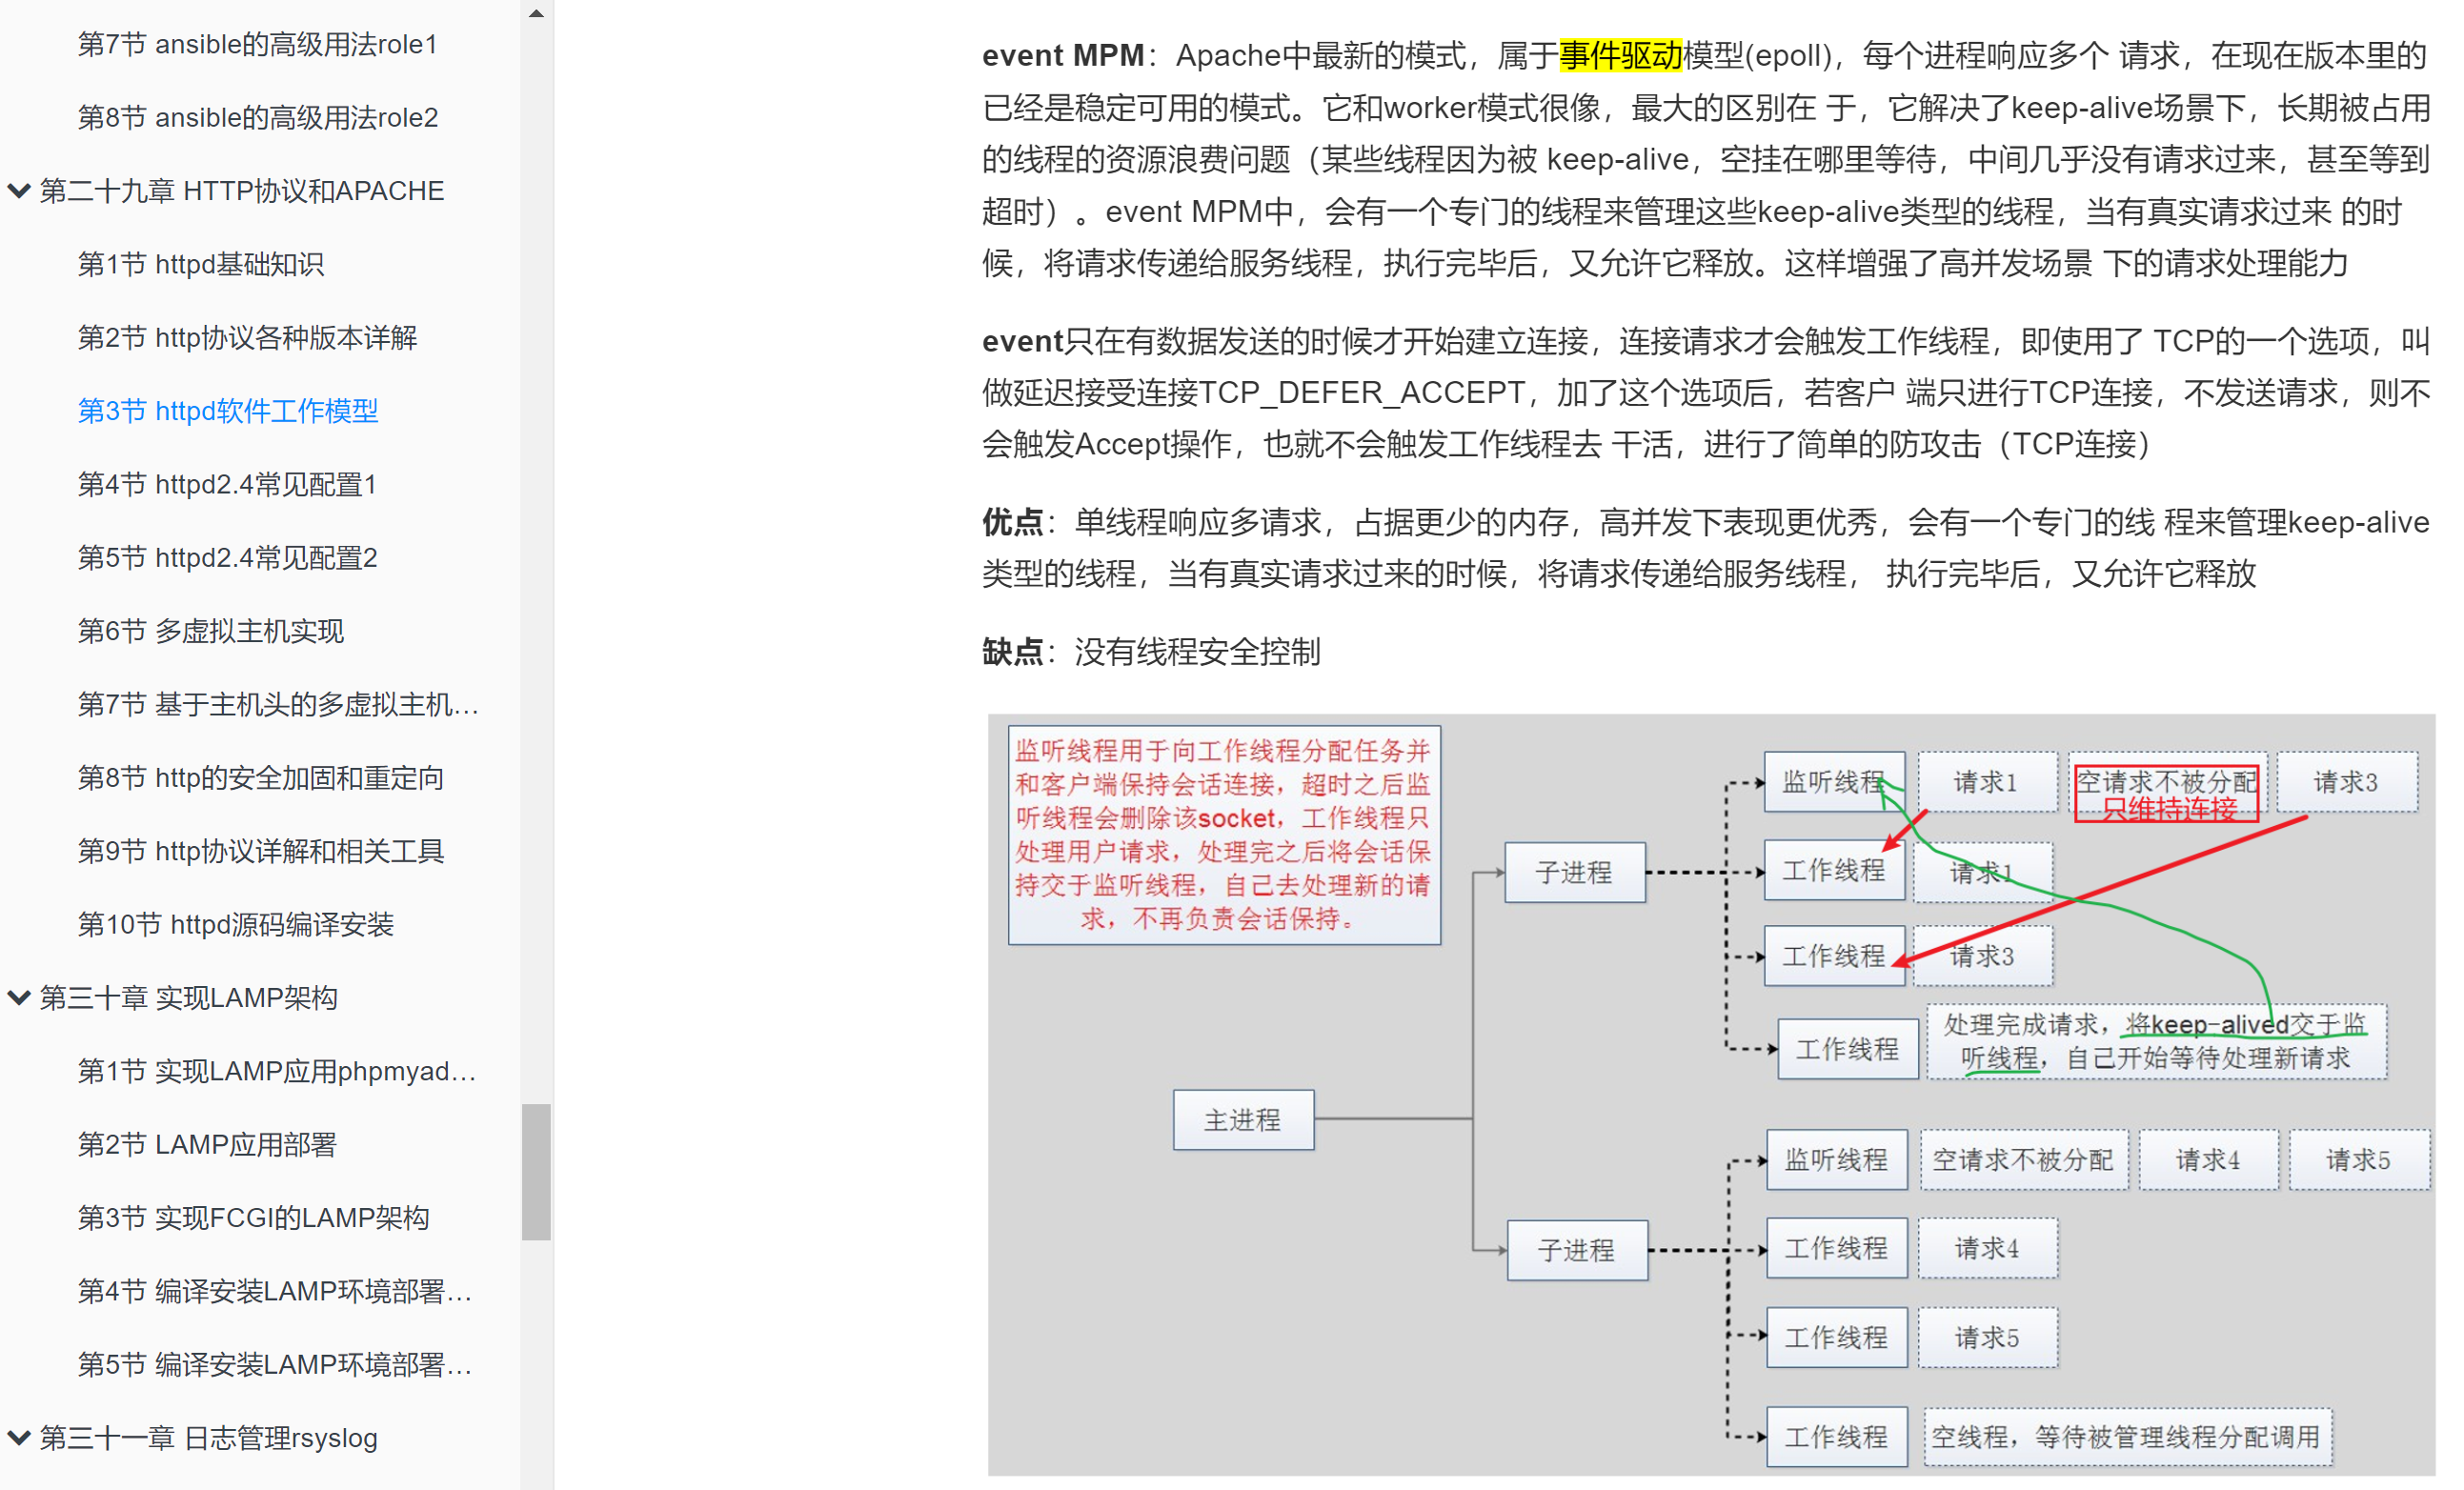 第7节 ansible的高级用法role1
第8节 ansible的高级用法role2
第二十九章 HTTP协议和APACHE
第1节 httpd基础知识
第2节 http协议各种版本详解
第3节 httpd软件工作模型
第4节 httpd2.4常见配置1
第5节 httpd2.4常见配置2
第6节 多虚拟主机实现
第7节 基于主机头的多虚拟主机…
第8节 http的安全加固和重定向
第9节 http协议详解和相关工具
第10节 httpd源码编译安装
第三十章 实现LAMP架构
第1节 实现LAMP应用phpmyad…
第2节 LAMP应用部署
第3节 实现FCGI的LAMP架构
第4节 编译安装LAMP环境部署…
第5节 编译安装LAMP环境部署…
第三十一章 日志管理rsyslog
event MPM：Apache中最新的模式，属于事件驱动模型(epoll)，每个进程响应多个 请求，在现在版本里的
已经是稳定可用的模式。它和worker模式很像，最大的区别在 于，它解决了keep-alive场景下，长期被占用
的线程的资源浪费问题（某些线程因为被 keep-alive，空挂在哪里等待，中间几乎没有请求过来，甚至等到
超时）。event MPM中，会有一个专门的线程来管理这些keep-alive类型的线程，当有真实请求过来 的时
候，将请求传递给服务线程，执行完毕后，又允许它释放。这样增强了高并发场景 下的请求处理能力
event只在有数据发送的时候才开始建立连接，连接请求才会触发工作线程，即使用了 TCP的一个选项，叫
做延迟接受连接TCP_DEFER_ACCEPT，加了这个选项后，若客户 端只进行TCP连接，不发送请求，则不
会触发Accept操作，也就不会触发工作线程去 干活，进行了简单的防攻击（TCP连接）
优点：单线程响应多请求，占据更少的内存，高并发下表现更优秀，会有一个专门的线 程来管理keep-alive
类型的线程，当有真实请求过来的时候，将请求传递给服务线程， 执行完毕后，又允许它释放
缺点：没有线程安全控制
监听线程用于向工作线程分配任务并
和客户端保持会话连接，超时之后监
听线程会删除该socket，工作线程只
处理用户请求，处理完之后将会话保
持交于监听线程，自己去处理新的请
求，不再负责会话保持。
主进程
子进程
监听线程
请求1
空请求不被分配
只维持连接
请求3
工作线程
请求1
工作线程
请求3
工作线程
处理完成请求，将keep-alived交于监
听线程，自己开始等待处理新请求
子进程
监听线程
空请求不被分配
请求4
请求5
工作线程
请求4
工作线程
请求5
工作线程
空线程，等待被管理线程分配调用